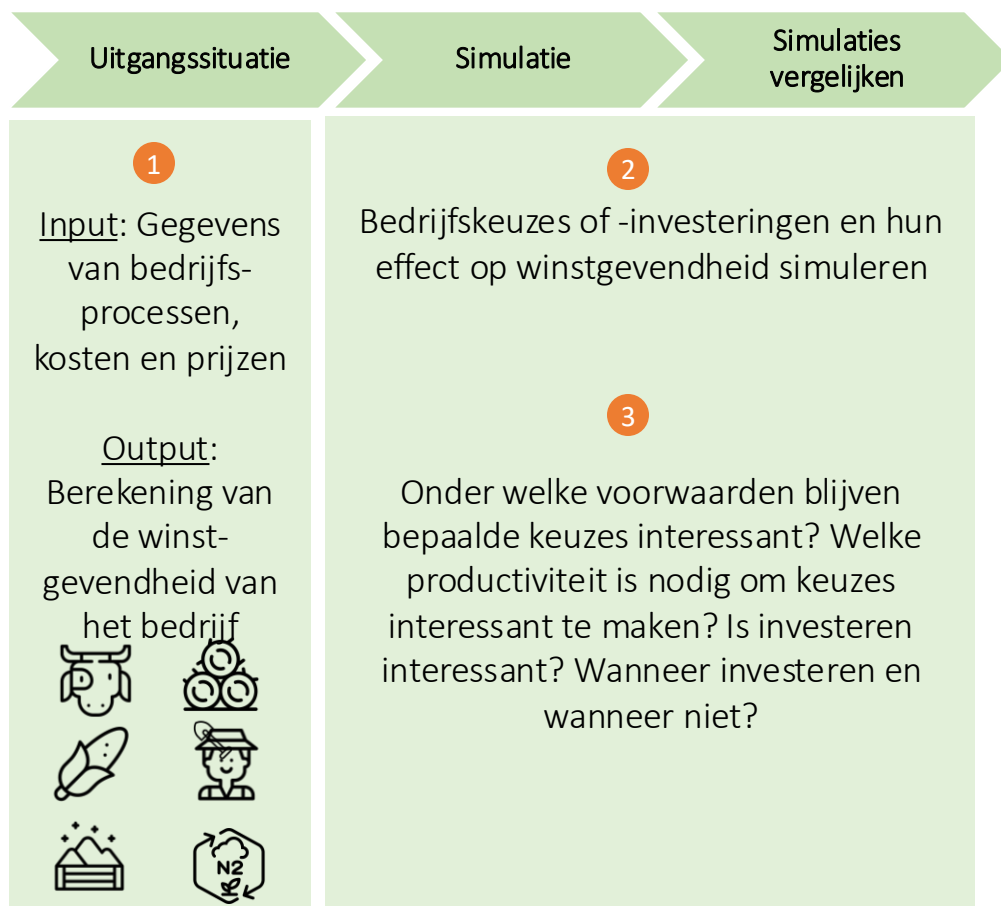 Uitgangssituatie
Simulatie
Simulaties
vergelijken
1
Input: Gegevens
van bedrijfs-
processen,
kosten en prijzen
Output:
Berekening van
de winst-
gevendheid van
het bedrijf
N2
2
Bedrijfskeuzes of -investeringen en hun
effect op winstgevendheid simuleren
3
Onder welke voorwaarden blijven
bepaalde keuzes interessant? Welke
productiviteit is nodig om keuzes
interessant te maken? Is investeren
interessant? Wanneer investeren en
wanneer niet?